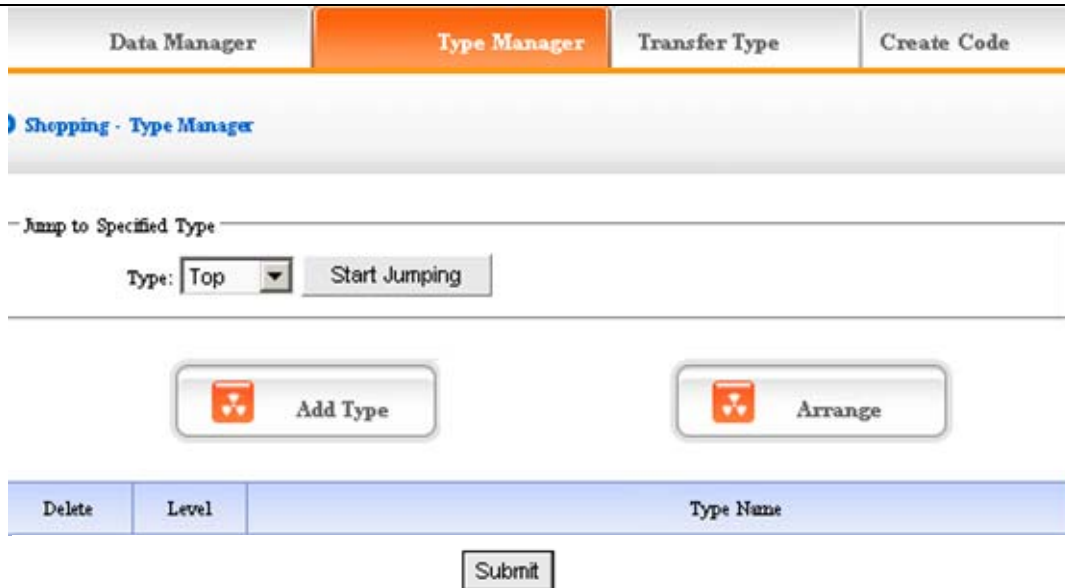 Data Manager Type Manager Transfer Type Create Code
Shopping - Type Manager
Jump to Specified Type
Type: Top Start Jumping
Add Type Arrange
Delete Level Type Name
Submit